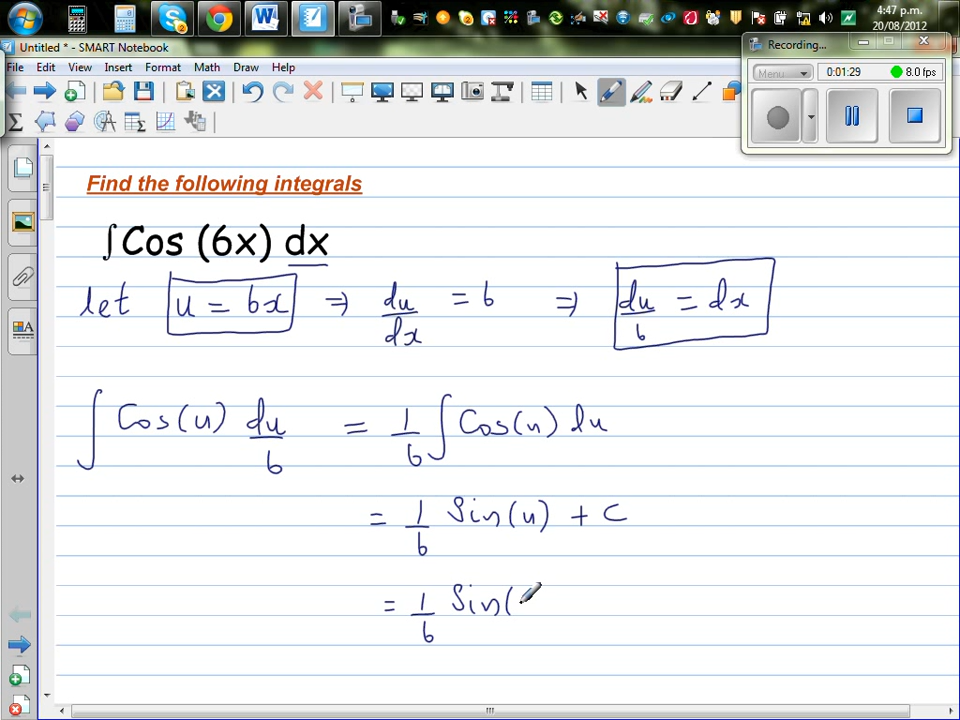 4:47 p.m.
20/08/2012
Untitled * - SMART Notebook
File Edit View Insert Format Math Draw Help
Recording...
Menu
0:01:29
8.0 fps
Find the following integrals
∫Cos (6x) dx
let u = 6x ⇒ du/dx = 6 ⇒ du/6 = dx
∫ Cos(u) du/6 = 1/6 ∫ Cos(u) du
= 1/6 Sin(u) + C
= 1/6 Sin(